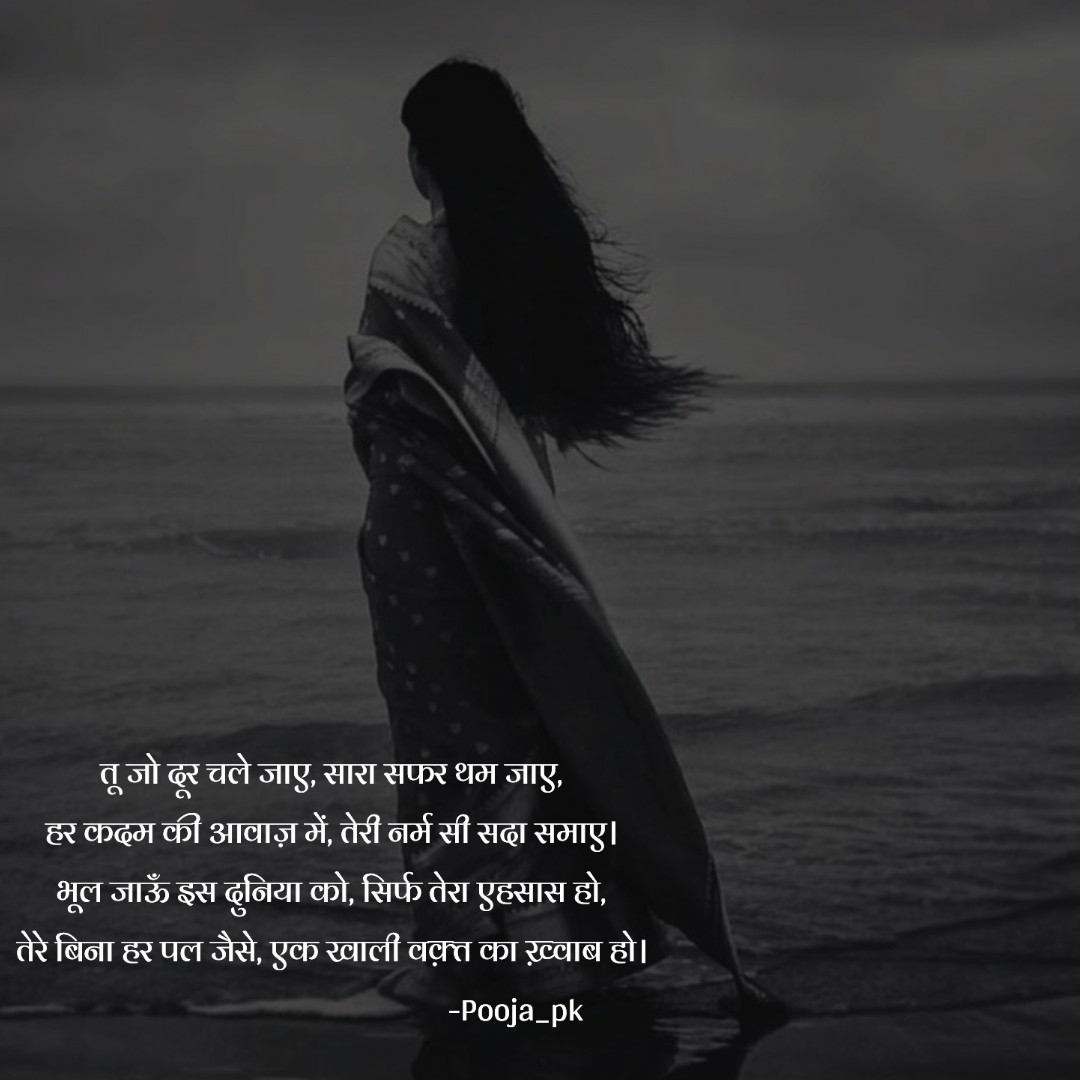 तू जो दूर चले जाए, सारा सफर थम जाए,
हर कदम की आवाज़ में, तेरी नर्म सी सदा समाए।
भूल जाऊँ इस दुनिया को, सिर्फ तेरा एहसास हो,
तेरे बिना हर पल जैसे, एक खाली वक़्त का ख़्वाब हो।
-Pooja_pk